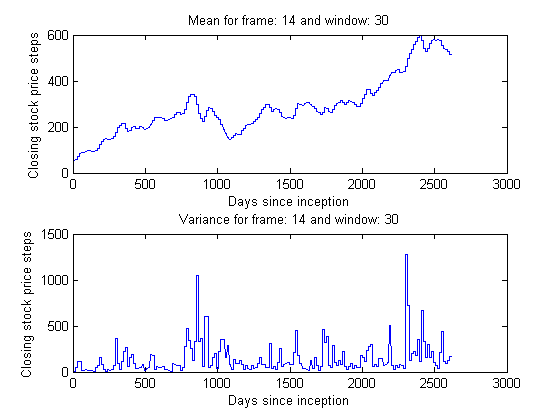 Mean for frame: 14 and window: 30
600
400
200
0
Closing stock price steps
0 500 1000 1500 2000 2500 3000
Days since inception
Variance for frame: 14 and window: 30
1500
1000
500
0
Closing stock price steps
0 500 1000 1500 2000 2500 3000
Days since inception